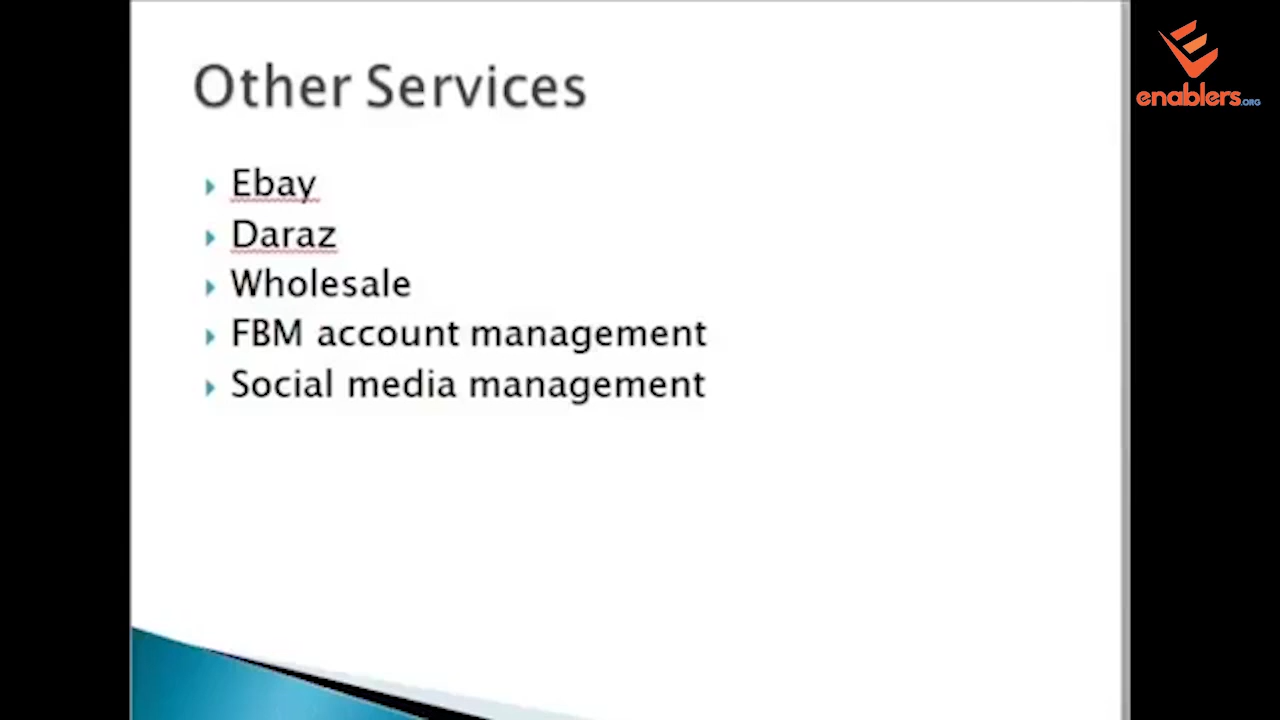 Other Services
Ebay
Daraz
Wholesale
FBM account management
Social media management
enablers.ORG